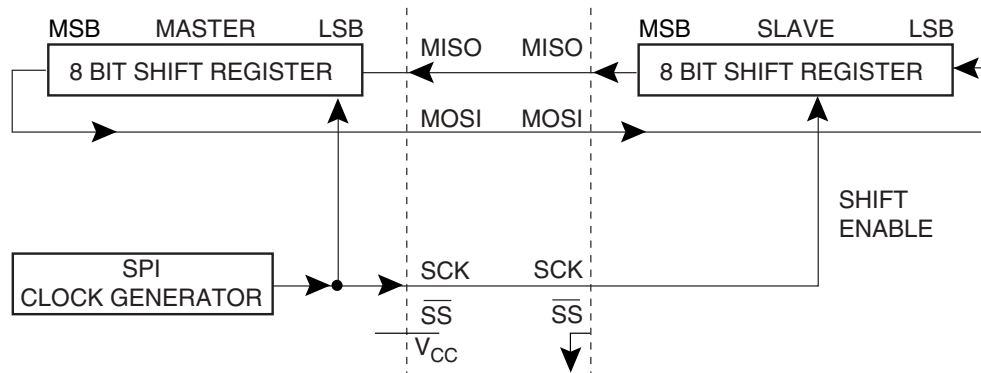 MSB MASTER LSB
8 BIT SHIFT REGISTER
MISO MISO
MSB SLAVE LSB
8 BIT SHIFT REGISTER
MOSI MOSI
SHIFT
ENABLE
SPI
CLOCK GENERATOR
SCK SCK
SS SS
VCC